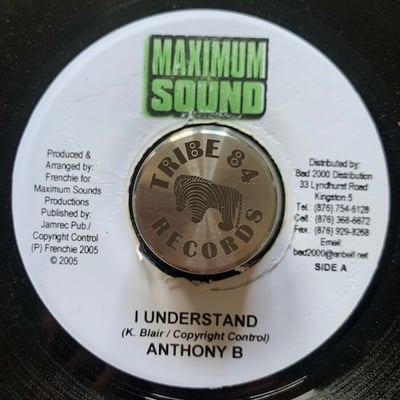 MAXIMUM
SOUND
Produced &
Arranged by:
Frenchie for
Maximum Sounds
Productions
Published by:
Jamrec Pub./
Copyright Control
(P) Frenchie 2005
© 2005
TRIBE 84
RECORDS
Distributed by:
Bad 2000 Distribution
33 Lyndhurst Road
Kingston 5
Tel.: (876) 754-5128
Cell.: (876) 368-6672
Fax.: (876) 929-8268
Email:
bad2000@anbell.net
SIDE A
I UNDERSTAND
(K. Blair / Copyright Control)
ANTHONY B